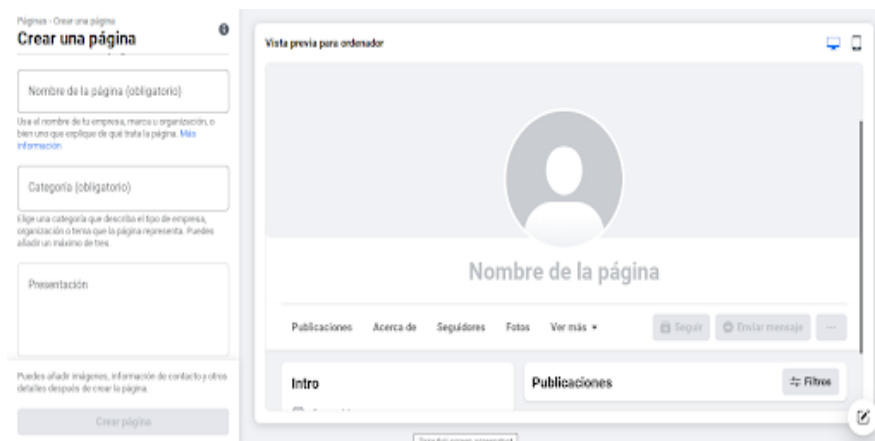 Páginas · Crear una página
Crear una página
Nombre de la página (obligatorio)
Usa el nombre de tu empresa, marca u organización, o
bien uno que explique de qué trata la página. Más
información
Categoría (obligatorio)
Elige una categoría que describa el tipo de empresa,
organización o tema que la página representa. Puedes
añadir un máximo de tres.
Presentación
Puedes añadir imágenes, información de contacto y otros
detalles después de crear la página.
Crear página
Vista previa para ordenador
Nombre de la página
Publicaciones Acerca de Seguidores Fotos Ver más
Seguir Enviar mensaje
Intro
Publicaciones
Filtros